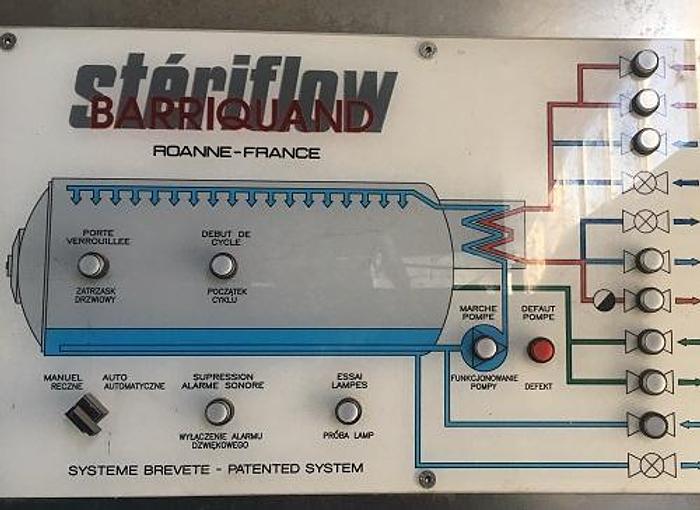 stériflow
BARRIQUAND
ROANNE-FRANCE
PORTE
VERROUILLEE
ZATRZASK
DRZWIOWY
DEBUT DE
CYCLE
POCZĄTEK
CYKLU
MARCHE
POMPE
FUNKCJONOWANIE
POMPY
DEFAUT
POMPE
DEFEKT
MANUEL
RECZNE
AUTO
AUTOMATYCZNE
SUPRESSION
ALARME SONORE
WYŁĄCZENIE ALARMU
DZWIĘKOWEGO
ESSAI
LAMPES
PRÓBA LAMP
SYSTEME BREVETE - PATENTED SYSTEM